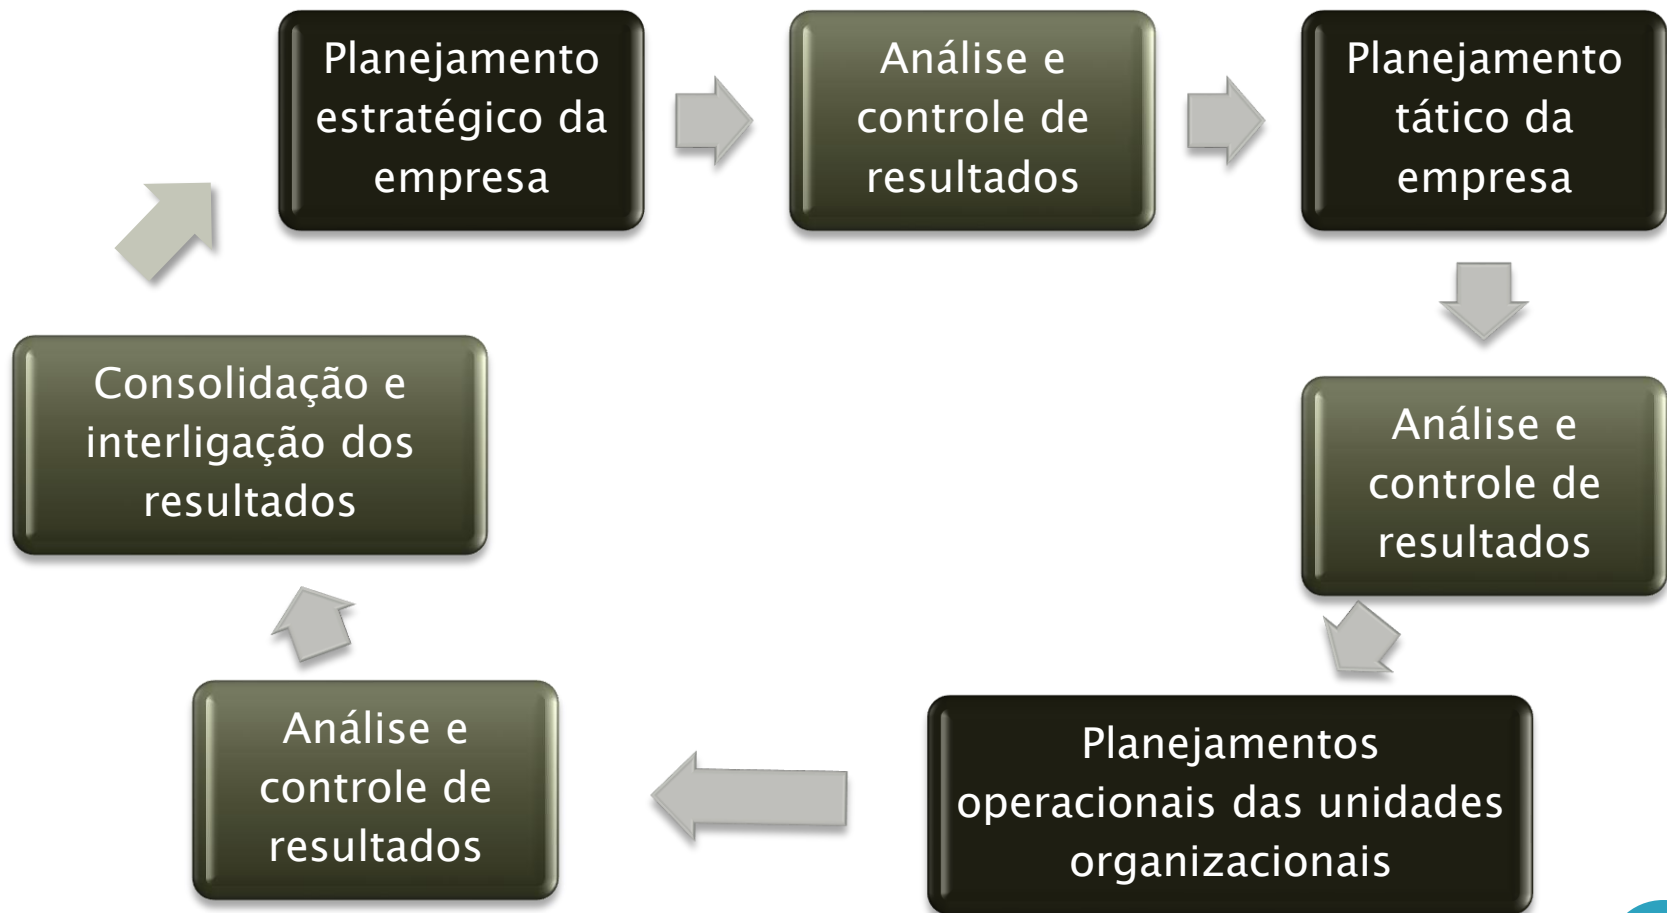 Planejamento
estratégico da
empresa
Análise e
controle de
resultados
Planejamento
tático da
empresa
Análise e
controle de
resultados
Planejamentos
operacionais das unidades
organizacionais
Análise e
controle de
resultados
Consolidação e
interligação dos
resultados